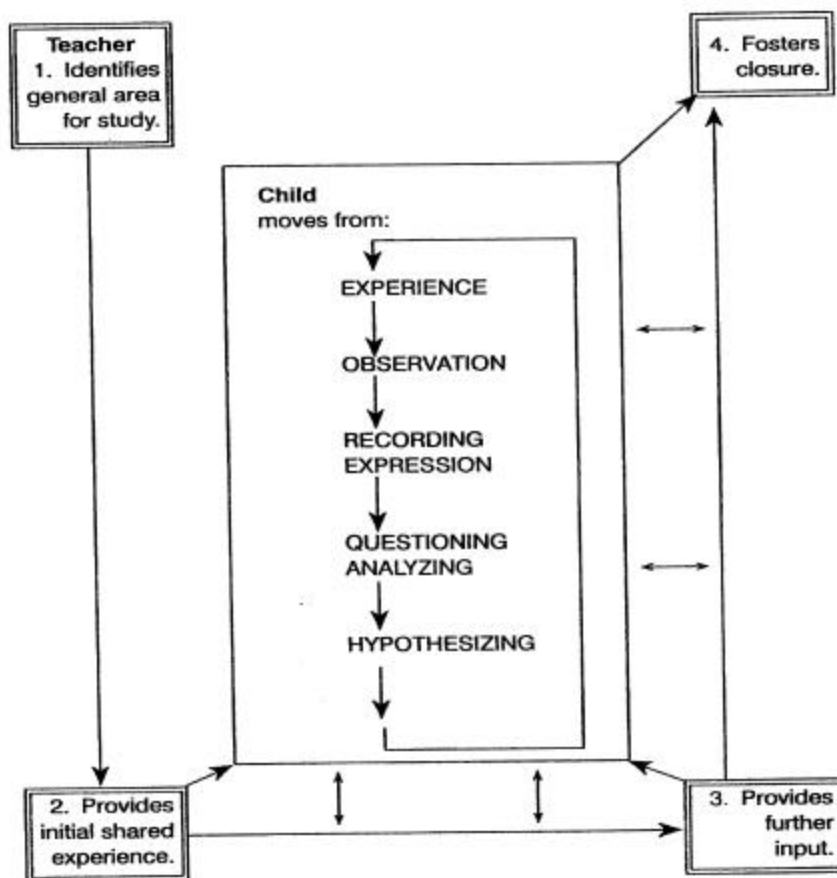 Teacher
1. Identifies
general area
for study.
4. Fosters
closure.
Child
moves from:
EXPERIENCE
OBSERVATION
RECORDING
EXPRESSION
QUESTIONING
ANALYZING
HYPOTHESIZING
2. Provides
initial shared
experience.
3. Provides
further
input.